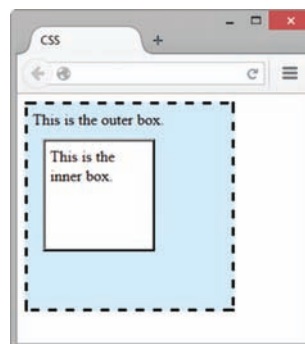 CSS
This is the outer box.
This is the
inner box.